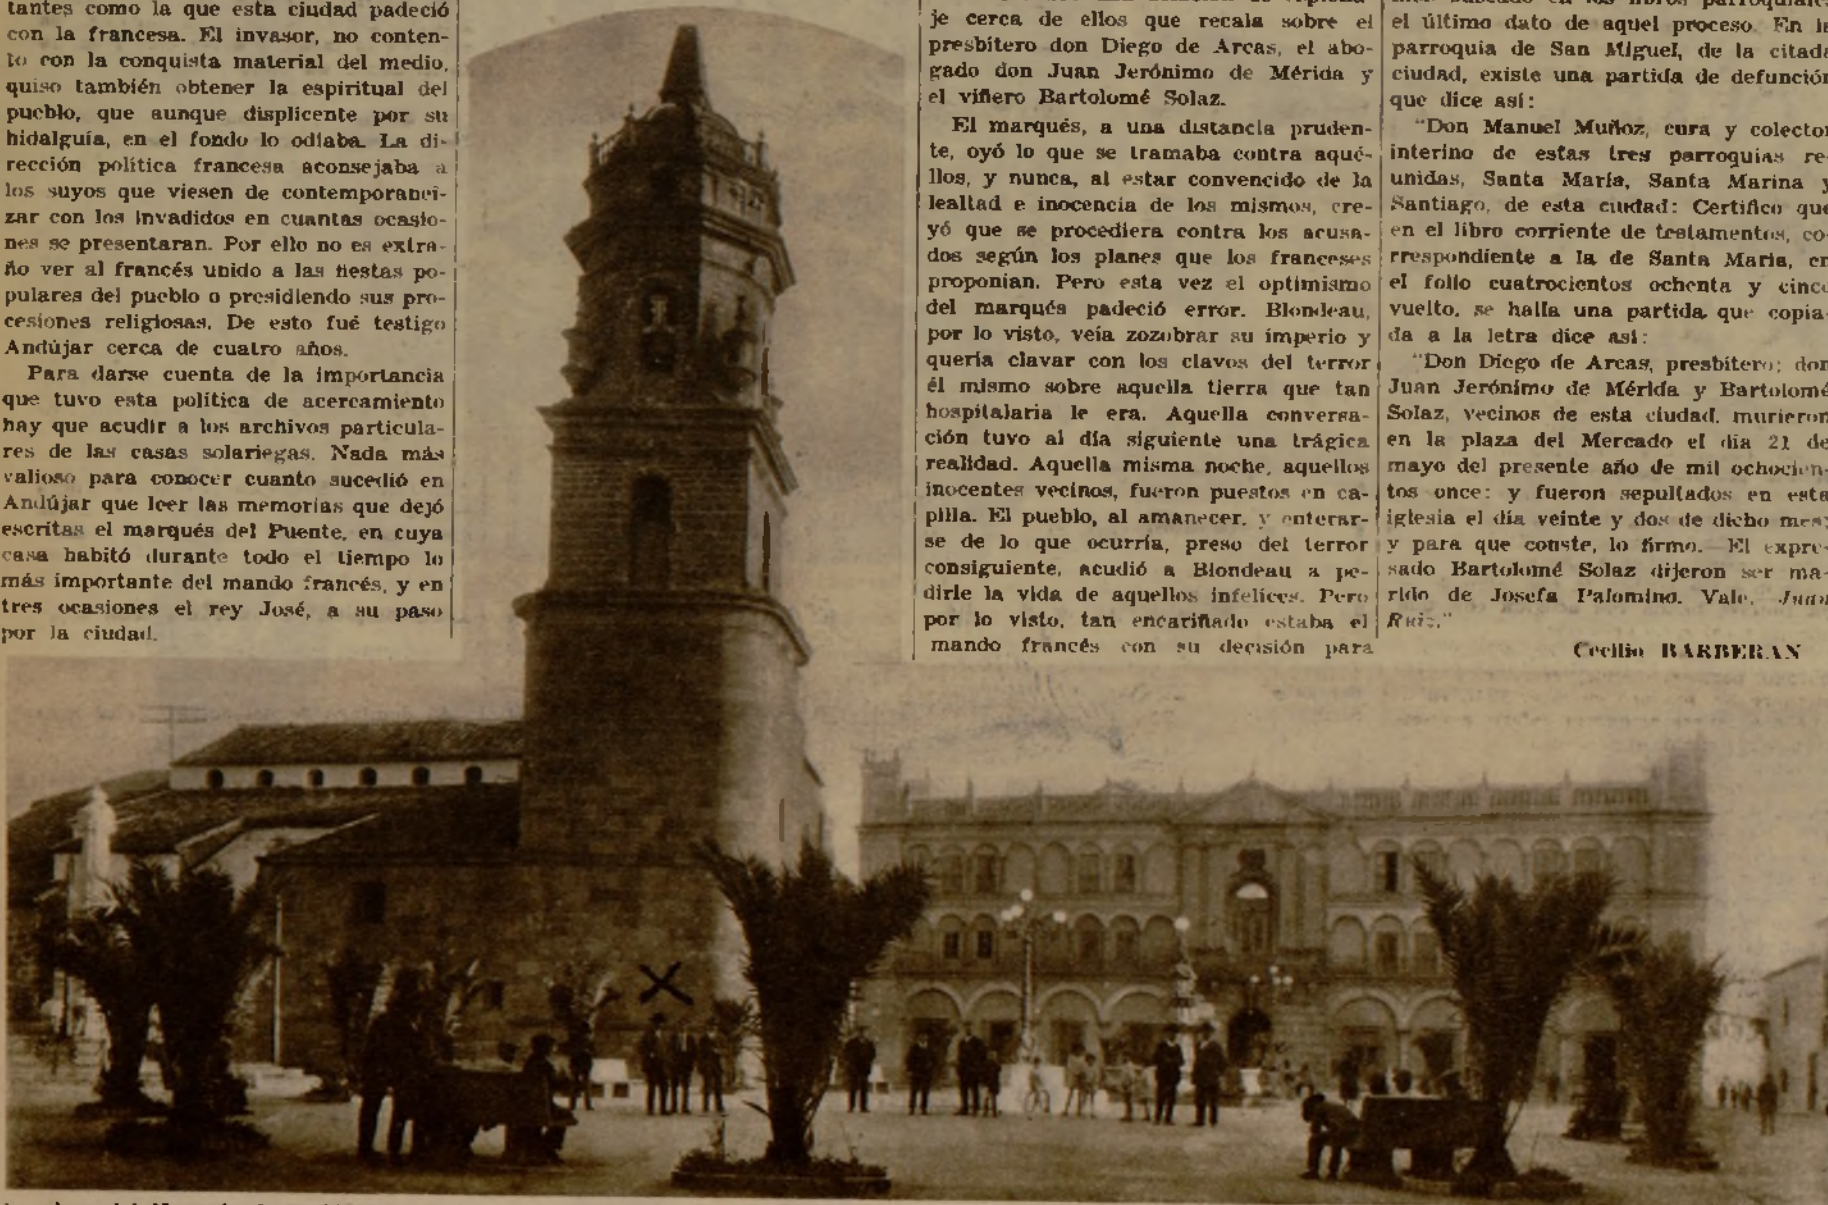 tantes como la que esta ciudad padeció
con la francesa. El invasor, no conten-
to con la conquista material del medio,
quiso también obtener la espiritual del
pueblo, que aunque displicente por su
hidalguía, en el fondo lo odiaba. La di-
rección política francesa aconsejaba a
los suyos que viesen de contemporanei-
zar con los invadidos en cuantas ocasio-
nes se presentaran. Por ello no es extra-
ño ver al francés unido a las fiestas po-
pulares del pueblo o presidiendo sus pro-
cesiones religiosas. De esto fué testigo
Andújar cerca de cuatro años.
Para darse cuenta de la importancia
que tuvo esta política de acercamiento
hay que acudir a los archivos particula-
res de las casas solariegas. Nada más
valioso para conocer cuanto sucedió en
Andújar que leer las memorias que dejó
escritas el marqués del Puente, en cuya
casa habitó durante todo el tiempo lo
más importante del mando francés, y en
tres ocasiones el rey José, a su paso
por la ciudad.
je cerca de ellos que recala sobre el
presbítero don Diego de Arcas, el abo-
gado don Juan Jerónimo de Mérida y
el viñero Bartolomé Solaz.
El marqués, a una distancia pruden-
te, oyó lo que se tramaba contra aqué-
llos, y nunca, al estar convencido de la
lealtad e inocencia de los mismos, cre-
yó que se procediera contra los acusa-
dos según los planes que los franceses
proponian. Pero esta vez el optimismo
del marqués padeció error. Blondeau,
por lo visto, veía zozobrar su imperio y
quería clavar con los clavos del terror
él mismo sobre aquella tierra que tan
hospitalaria le era. Aquella conversa-
ción tuvo al día siguiente una trágica
realidad. Aquella misma noche, aquellos
inocentes vecinos, fueron puestos en ca-
pilla. El pueblo, al amanecer, y enterar-
se de lo que ocurría, preso del terror
consiguiente, acudió a Blondeau a pe-
dirle la vida de aquellos infelices. Pero
por lo visto, tan encariñado estaba el
mando francés con su decisión para
el último dato de aquel proceso. En la
parroquia de San Miguel, de la citada
ciudad, existe una partida de defunción
que dice así:
"Don Manuel Muñoz, cura y colector
interino de estas tres parroquias re-
unidas, Santa María, Santa Marina y
Santiago, de esta ciudad: Certifico que
en el libro corriente de testamentos, co-
rrespondiente a la de Santa Maria, en
el folio cuatrocientos ochenta y cinco
vuelto, se halla una partida que copia-
da a la letra dice asi:
"Don Diego de Arcas, presbítero; don
Juan Jerónimo de Mérida y Bartolomé
Solaz, vecinos de esta ciudad, murieron
en la plaza del Mercado el dia 21 de
mayo del presente año de mil ochocien-
tos once; y fueron sepultados en esta
iglesia el día veinte y dos de dicho mes;
y para que conste, lo firmo.—El expre-
sado Bartolomé Solaz dijeron ser ma-
rido de Josefa Palomino. Vale. Juan
Ruiz."
Cecilio BARBERAN